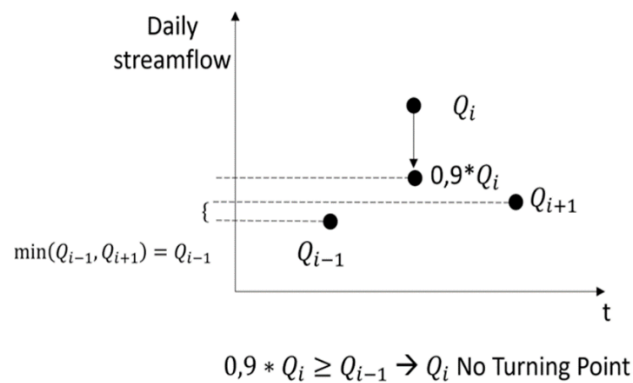 Daily
streamflow
Qᵢ
0,9*Qᵢ
Qᵢ₊₁
{
min(Qᵢ₋₁, Qᵢ₊₁) = Qᵢ₋₁
Qᵢ₋₁
t
0,9 * Qᵢ ≥ Qᵢ₋₁ → Qᵢ No Turning Point